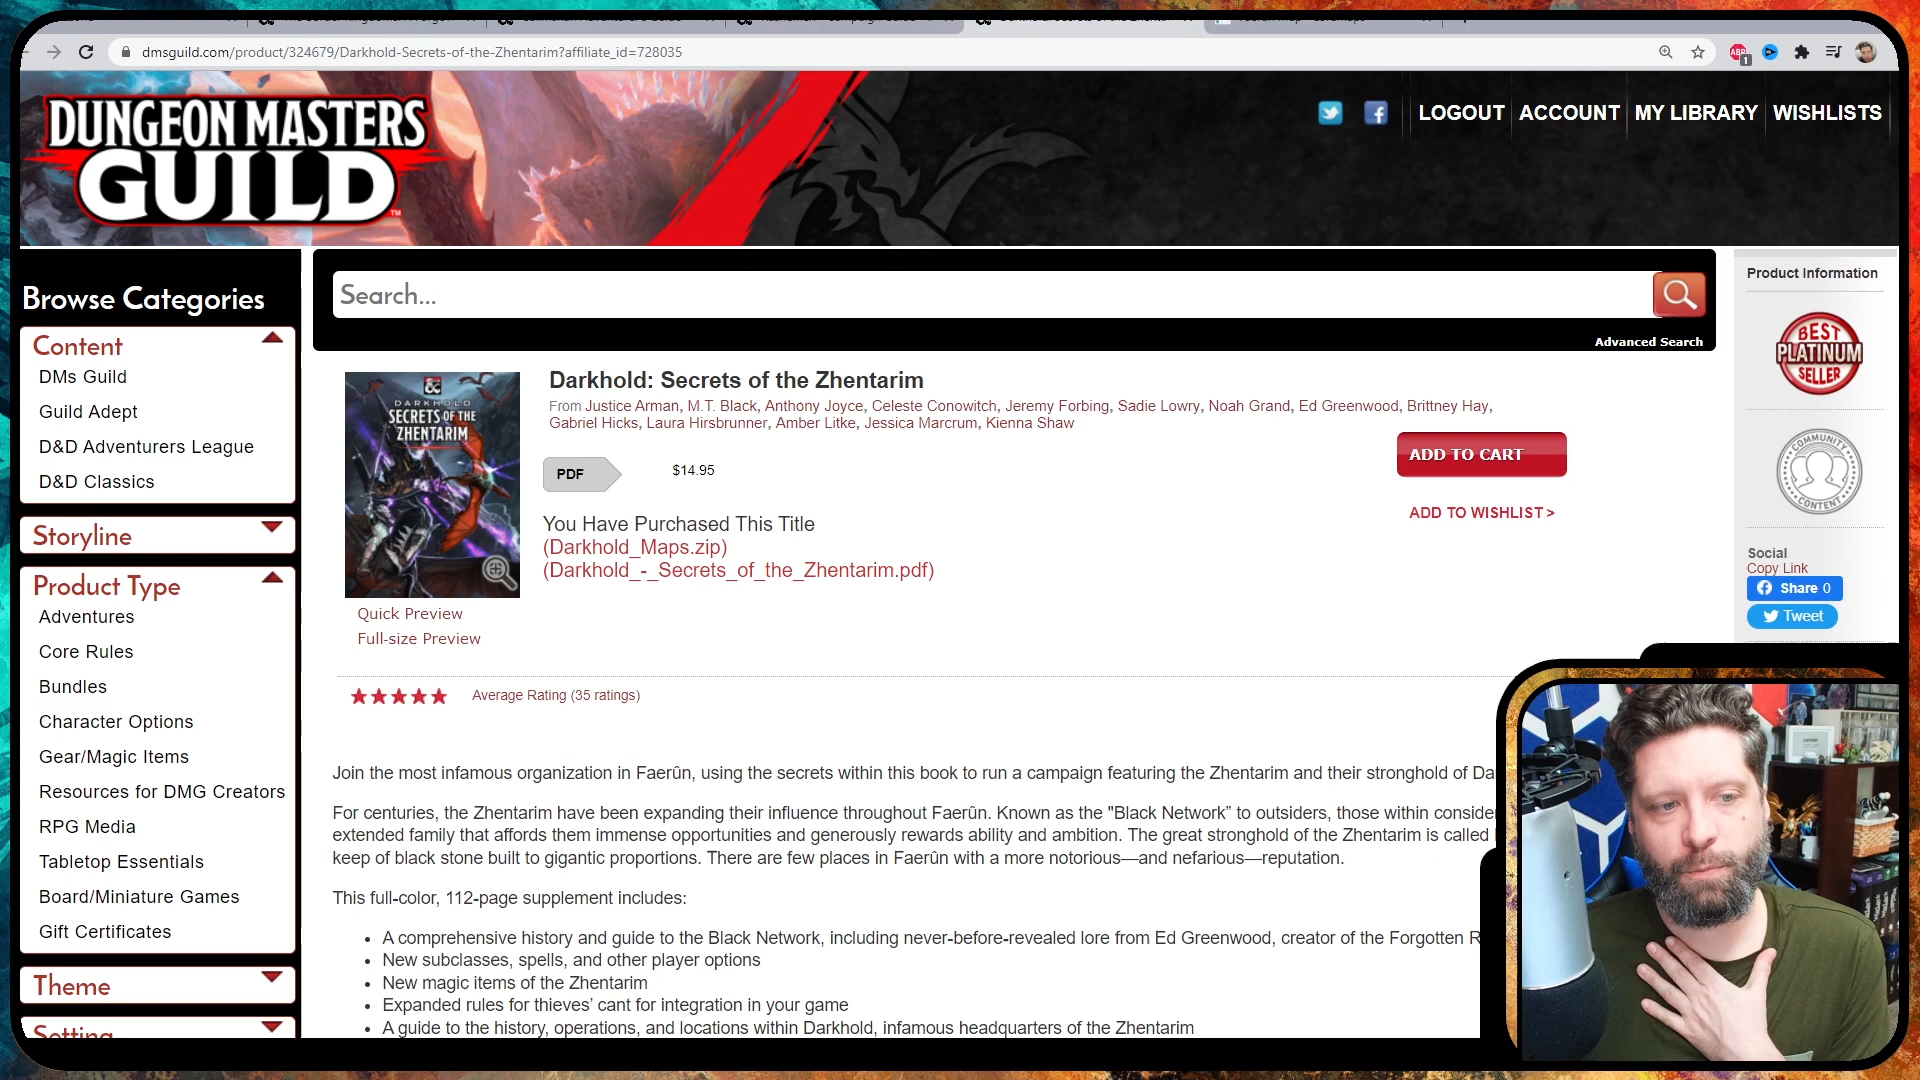 dmsguild.com/product/324679/Darkhold-Secrets-of-the-Zhentarim?affiliate_id=728035
ABP
1
DUNGEON MASTERS
GUILD
LOGOUT
ACCOUNT
MY LIBRARY
WISHLISTS
Browse Categories
Content
DMs Guild
Guild Adept
D&D Adventurers League
D&D Classics
Storyline
Product Type
Adventures
Core Rules
Bundles
Character Options
Gear/Magic Items
Resources for DMG Creators
RPG Media
Tabletop Essentials
Board/Miniature Games
Gift Certificates
Theme
Setting
Search...
Advanced Search
DARKHOLD
SECRETS OF THE
ZHENTARIM
Quick Preview
Full-size Preview
Darkhold: Secrets of the Zhentarim
From Justice Arman, M.T. Black, Anthony Joyce, Celeste Conowitch, Jeremy Forbing, Sadie Lowry, Noah Grand, Ed Greenwood, Brittney Hay,
Gabriel Hicks, Laura Hirsbrunner, Amber Litke, Jessica Marcrum, Kienna Shaw
PDF
$14.95
ADD TO CART
ADD TO WISHLIST >
You Have Purchased This Title
(Darkhold_Maps.zip)
(Darkhold_-_Secrets_of_the_Zhentarim.pdf)
Average Rating (35 ratings)
Join the most infamous organization in Faerûn, using the secrets within this book to run a campaign featuring the Zhentarim and their stronghold of Da
For centuries, the Zhentarim have been expanding their influence throughout Faerûn. Known as the "Black Network” to outsiders, those within consider
extended family that affords them immense opportunities and generously rewards ability and ambition. The great stronghold of the Zhentarim is called
keep of black stone built to gigantic proportions. There are few places in Faerûn with a more notorious—and nefarious—reputation.
This full-color, 112-page supplement includes:
• A comprehensive history and guide to the Black Network, including never-before-revealed lore from Ed Greenwood, creator of the Forgotten R
• New subclasses, spells, and other player options
• New magic items of the Zhentarim
• Expanded rules for thieves’ cant for integration in your game
• A guide to the history, operations, and locations within Darkhold, infamous headquarters of the Zhentarim
Product Information
BEST
PLATINUM
SELLER
COMMUNITY
CONTENT
Social
Copy Link
Share 0
Tweet